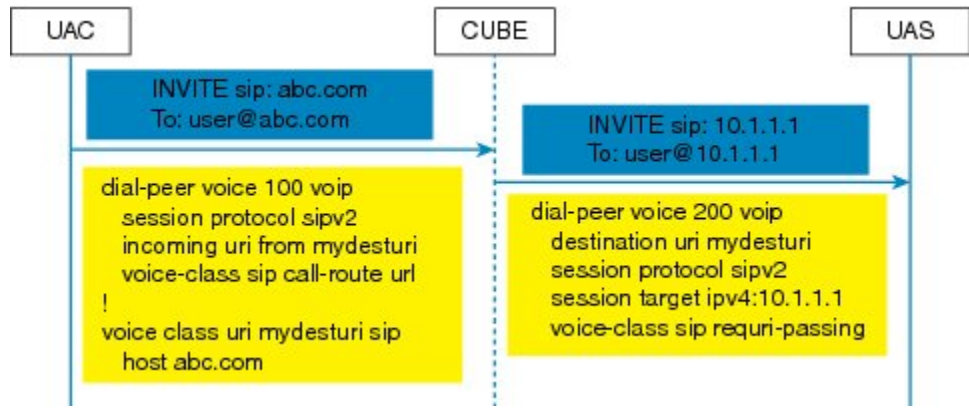 UAC
CUBE
UAS
INVITE sip: abc.com
To: user@abc.com
INVITE sip: 10.1.1.1
To: user@10.1.1.1
dial-peer voice 100 voip
session protocol sipv2
incoming uri from mydesturi
voice-class sip call-route url
!
voice class uri mydesturi sip
host abc.com
dial-peer voice 200 voip
destination uri mydesturi
session protocol sipv2
session target ipv4:10.1.1.1
voice-class sip requri-passing